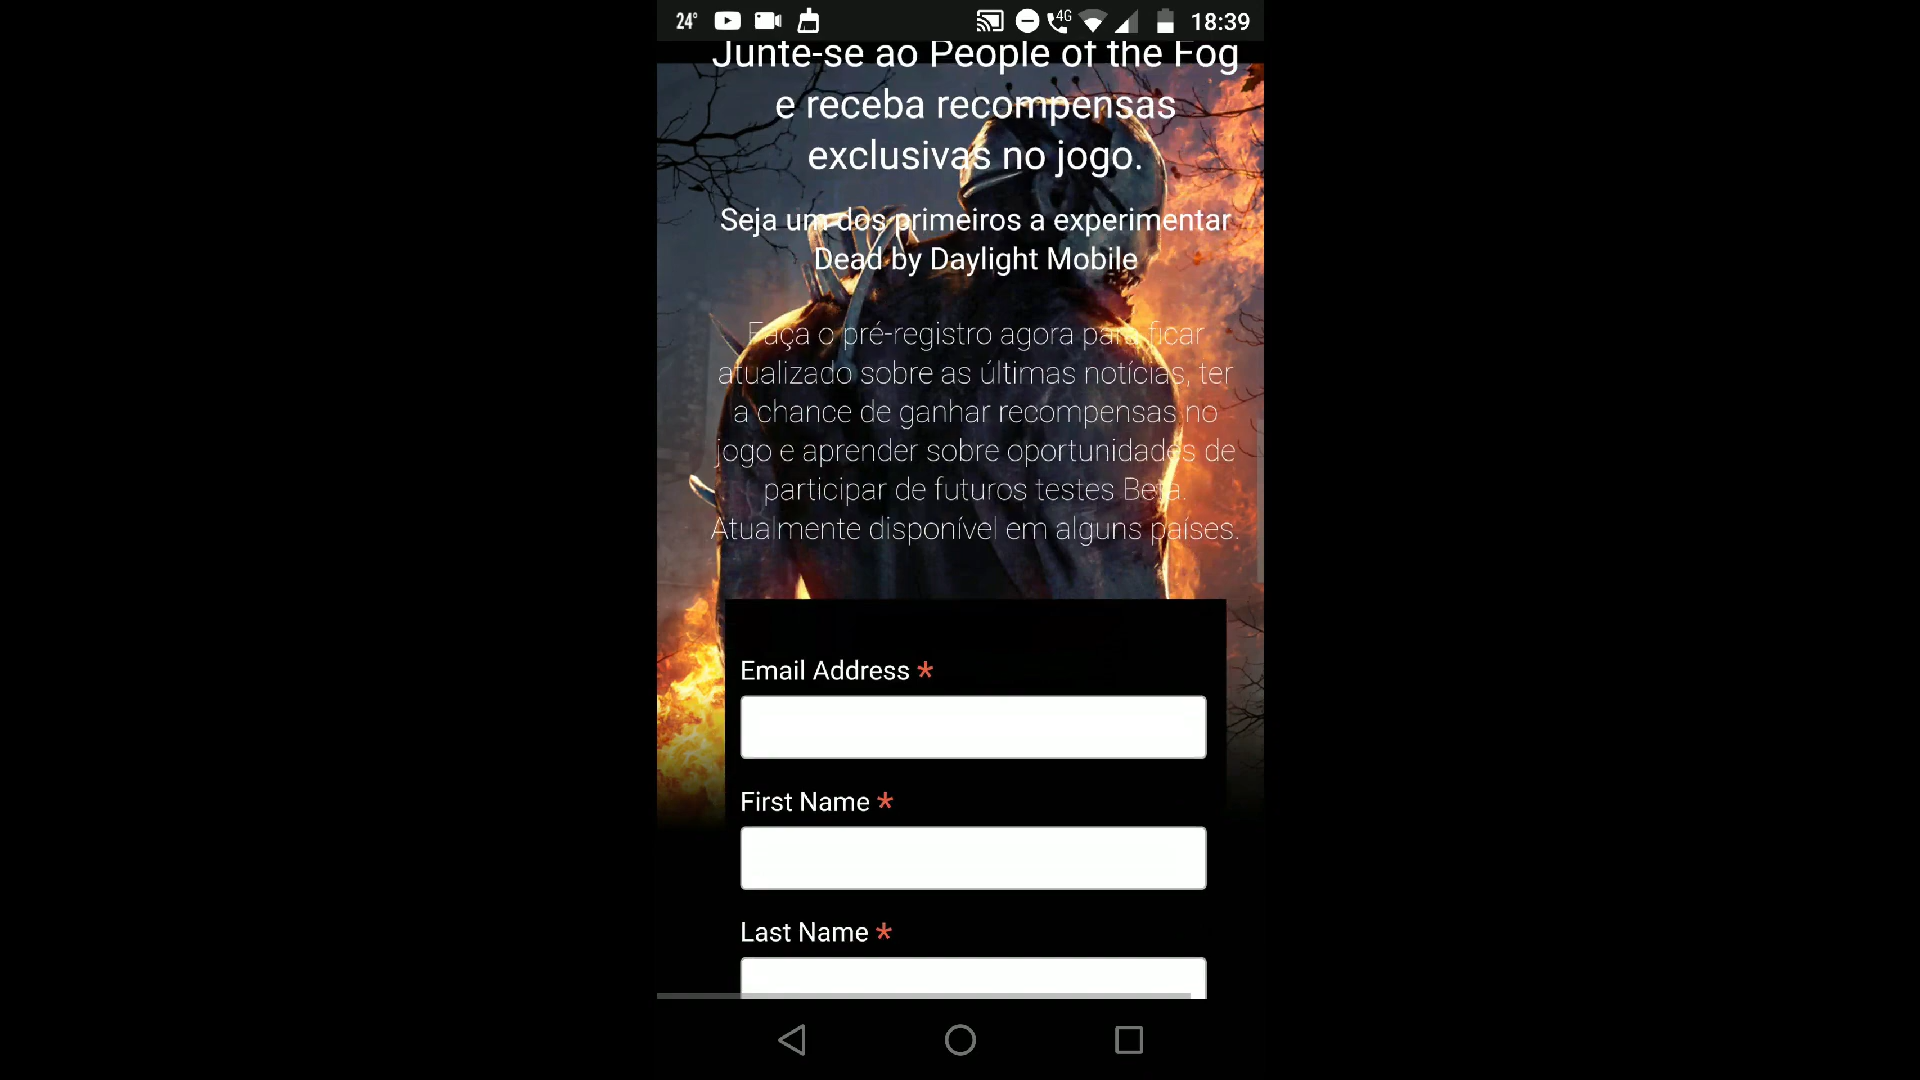 24°
4G
18:39
Junte-se ao People of the Fog
e receba recompensas
exclusivas no jogo.
Seja um dos primeiros a experimentar
Dead by Daylight Mobile
Faça o pré-registro agora para ficar
atualizado sobre as últimas notícias, ter
a chance de ganhar recompensas no
jogo e aprender sobre oportunidades de
participar de futuros testes Beta.
Atualmente disponível em alguns países.
Email Address *
First Name *
Last Name *